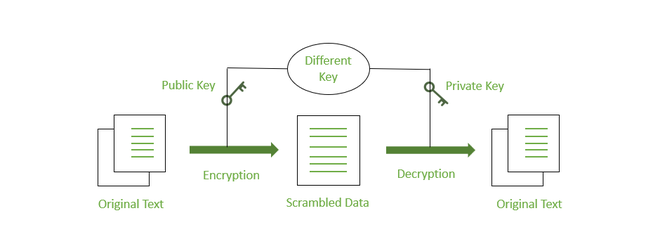 Different
Key
Public Key
Private Key
Encryption
Decryption
Original Text
Scrambled Data
Original Text